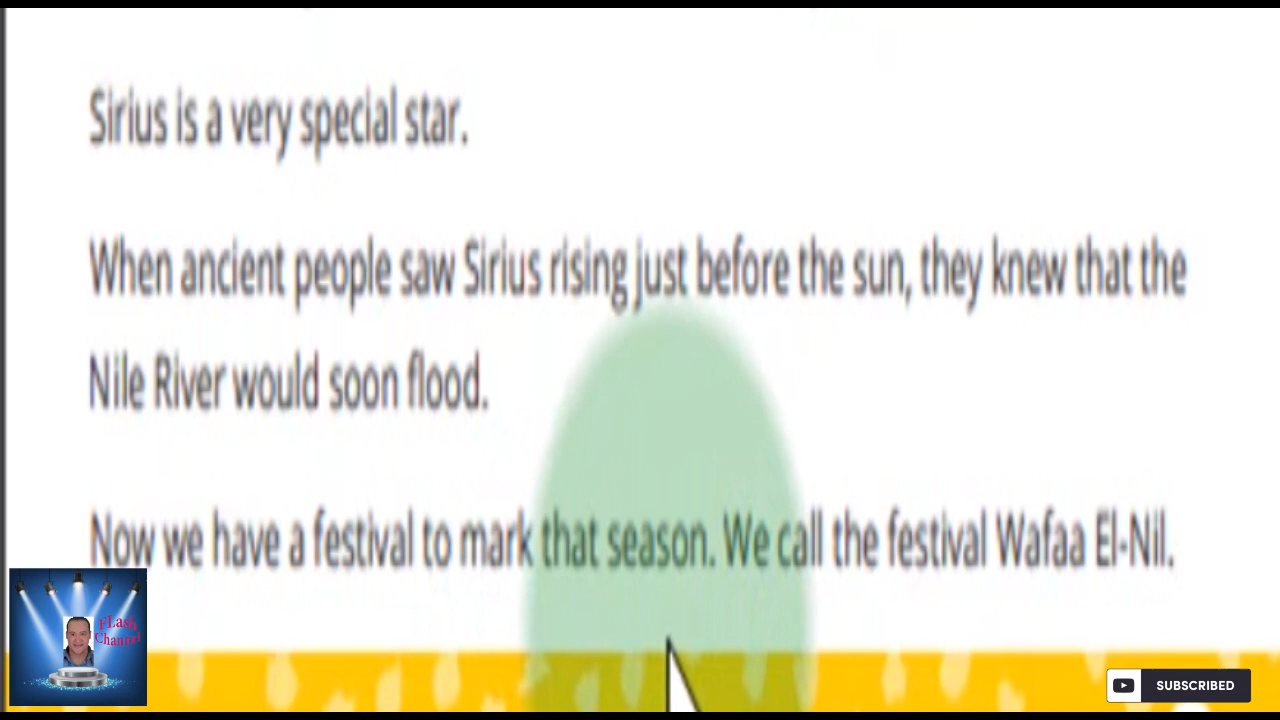 Sirius is a very special star.
When ancient people saw Sirius rising just before the sun, they knew that the
Nile River would soon flood.
Now we have a festival to mark that season. We call the festival Wafaa El-Nil.
FLash
Channel
SUBSCRIBED